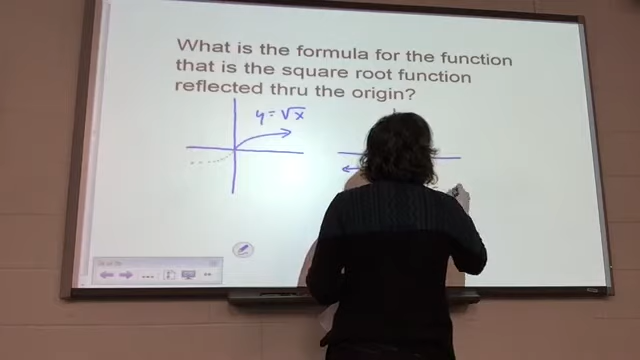 What is the formula for the function
that is the square root function
reflected thru the origin?
y = √x